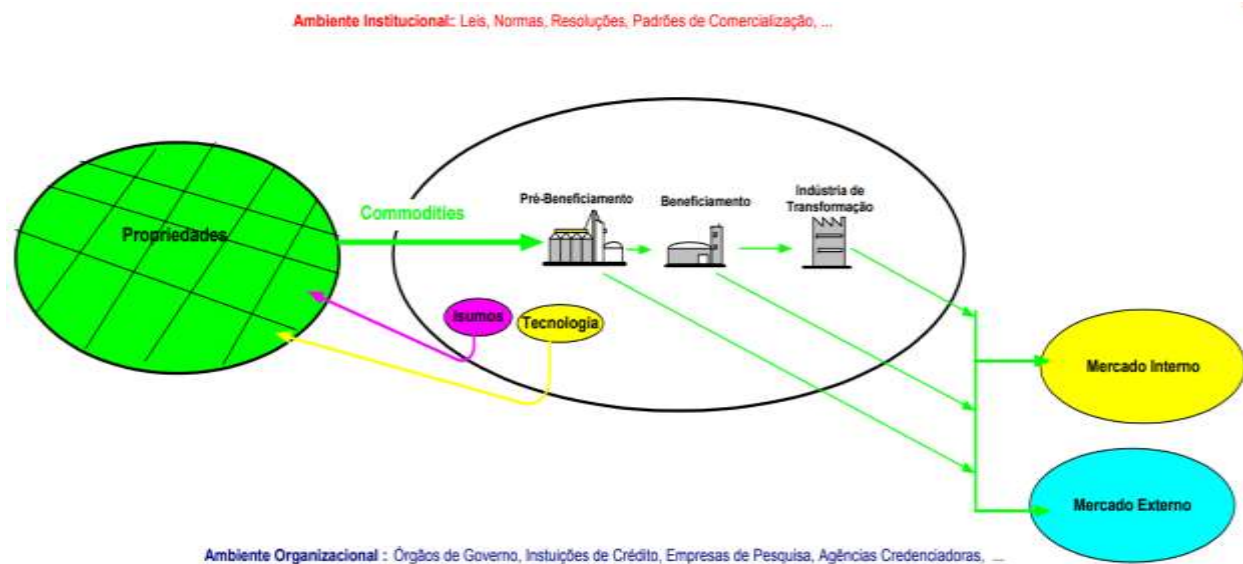 Ambiente Institucional:: Leis, Normas, Resoluções, Padrões de Comercialização, ...
Pré-Beneficiamento
Beneficiamento
Indústria de
Transformação
Commodities
Propriedades
Isumos
Tecnologia
Mercado Interno
Mercado Externo
Ambiente Organizacional : Órgãos de Governo, Instuições de Crédito, Empresas de Pesquisa, Agências Credenciadoras, ...